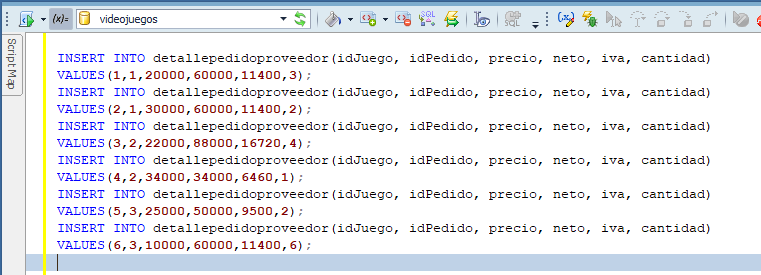 videojuegos
SQL
Script Map
INSERT INTO detallepedidoproveedor(idJuego, idPedido, precio, neto, iva, cantidad)
VALUES(1,1,20000,60000,11400,3);
INSERT INTO detallepedidoproveedor(idJuego, idPedido, precio, neto, iva, cantidad)
VALUES(2,1,30000,60000,11400,2);
INSERT INTO detallepedidoproveedor(idJuego, idPedido, precio, neto, iva, cantidad)
VALUES(3,2,22000,88000,16720,4);
INSERT INTO detallepedidoproveedor(idJuego, idPedido, precio, neto, iva, cantidad)
VALUES(4,2,34000,34000,6460,1);
INSERT INTO detallepedidoproveedor(idJuego, idPedido, precio, neto, iva, cantidad)
VALUES(5,3,25000,50000,9500,2);
INSERT INTO detallepedidoproveedor(idJuego, idPedido, precio, neto, iva, cantidad)
VALUES(6,3,10000,60000,11400,6);